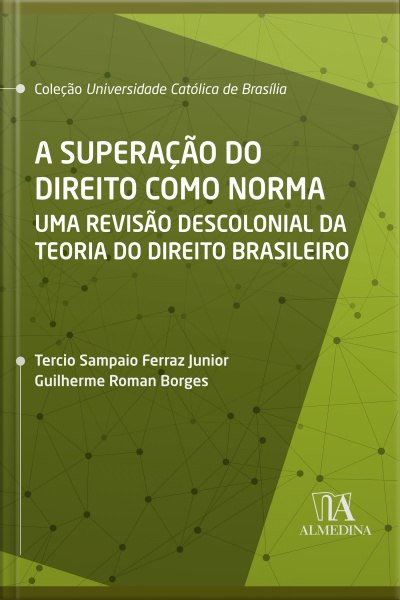 Coleção Universidade Católica de Brasília
A SUPERAÇÃO DO
DIREITO COMO NORMA
UMA REVISÃO DESCOLONIAL DA
TEORIA DO DIREITO BRASILEIRO
Tercio Sampaio Ferraz Junior
Guilherme Roman Borges
ALMEDINA